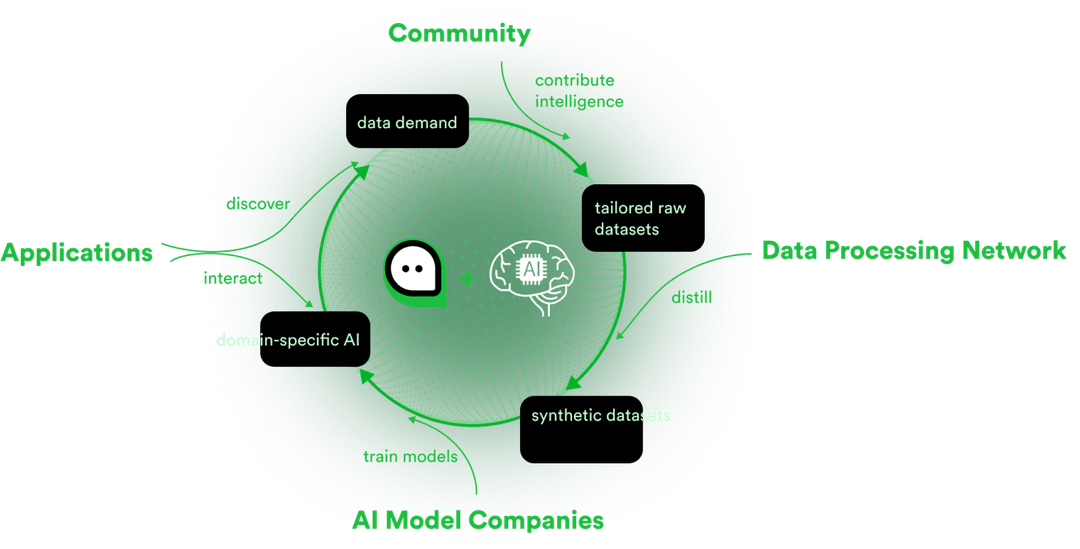 Community
contribute
intelligence
data demand
tailored raw
datasets
discover
Applications
interact
Data Processing Network
distill
AI
domain-specific AI
synthetic datasets
train models
AI Model Companies